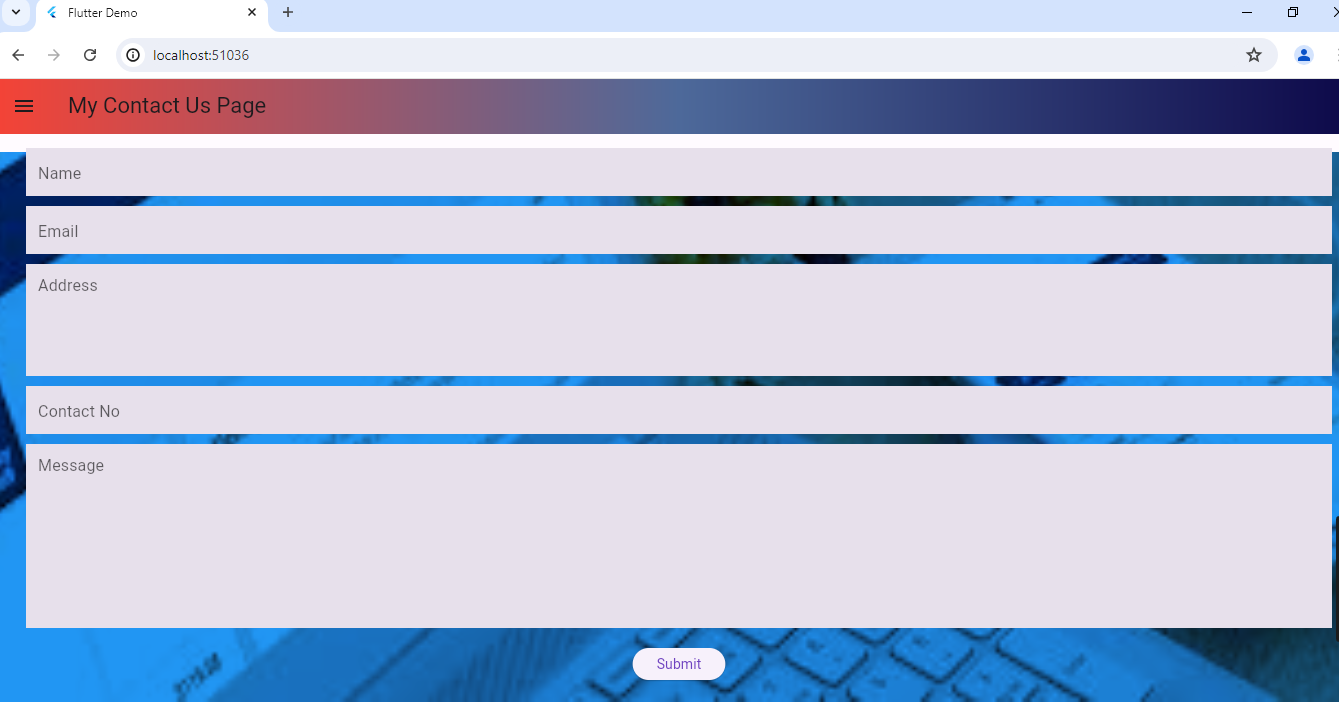 Flutter Demo
localhost:51036
My Contact Us Page
Name
Email
Address
Contact No
Message
Submit